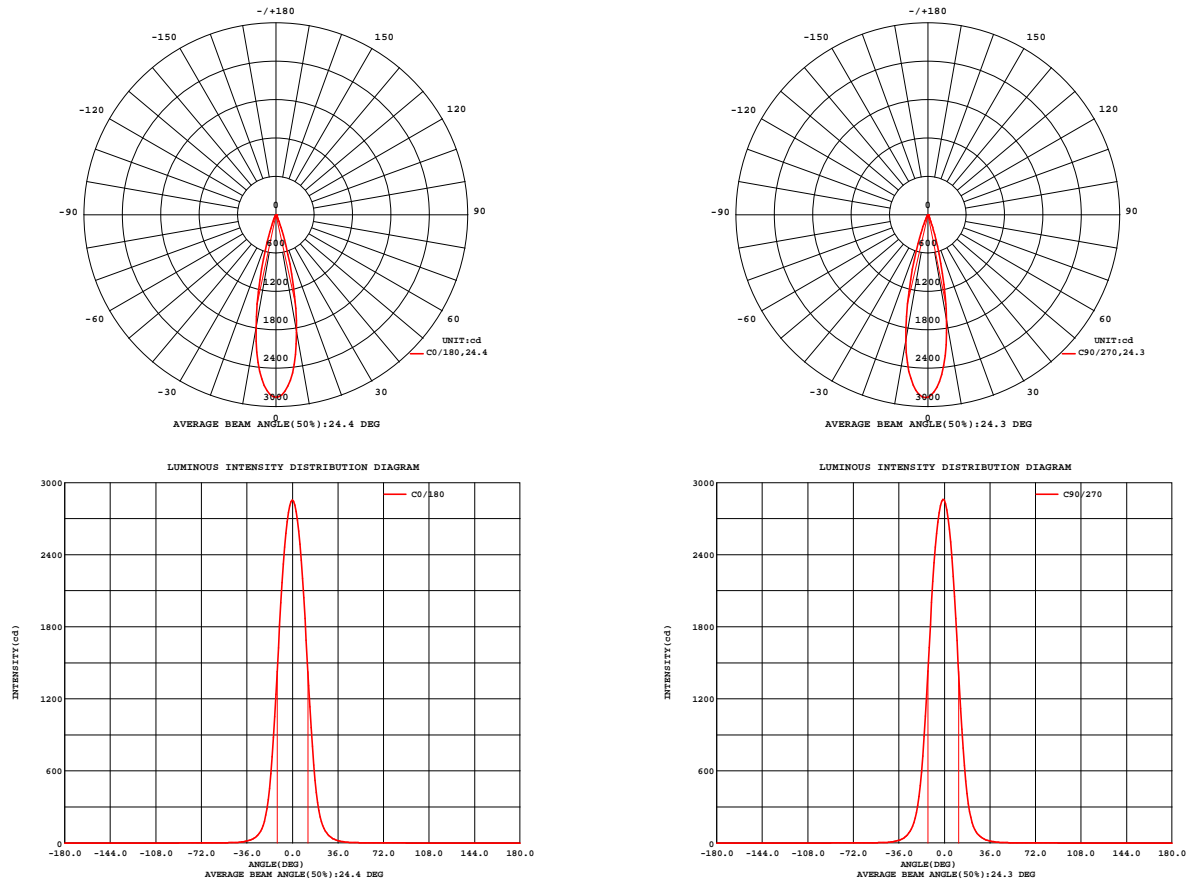 -/+180
-150 150
-120 120
-90 90
-60 60
-30 30
0
600
1200
1800
2400
3000
0
UNIT:cd
C0/180,24.4
AVERAGE BEAM ANGLE(50%):24.4 DEG
-/+180
-150 150
-120 120
-90 90
-60 60
-30 30
0
600
1200
1800
2400
3000
0
UNIT:cd
C90/270,24.3
AVERAGE BEAM ANGLE(50%):24.3 DEG
LUMINOUS INTENSITY DISTRIBUTION DIAGRAM
C0/180
INTENSITY(cd)
3000
2400
1800
1200
600
0
-180.0 -144.0 -108.0 -72.0 -36.0 0.0 36.0 72.0 108.0 144.0 180.0
ANGLE(DEG)
AVERAGE BEAM ANGLE(50%):24.4 DEG
LUMINOUS INTENSITY DISTRIBUTION DIAGRAM
C90/270
INTENSITY(cd)
3000
2400
1800
1200
600
0
-180.0 -144.0 -108.0 -72.0 -36.0 0.0 36.0 72.0 108.0 144.0 180.0
ANGLE(DEG)
AVERAGE BEAM ANGLE(50%):24.3 DEG